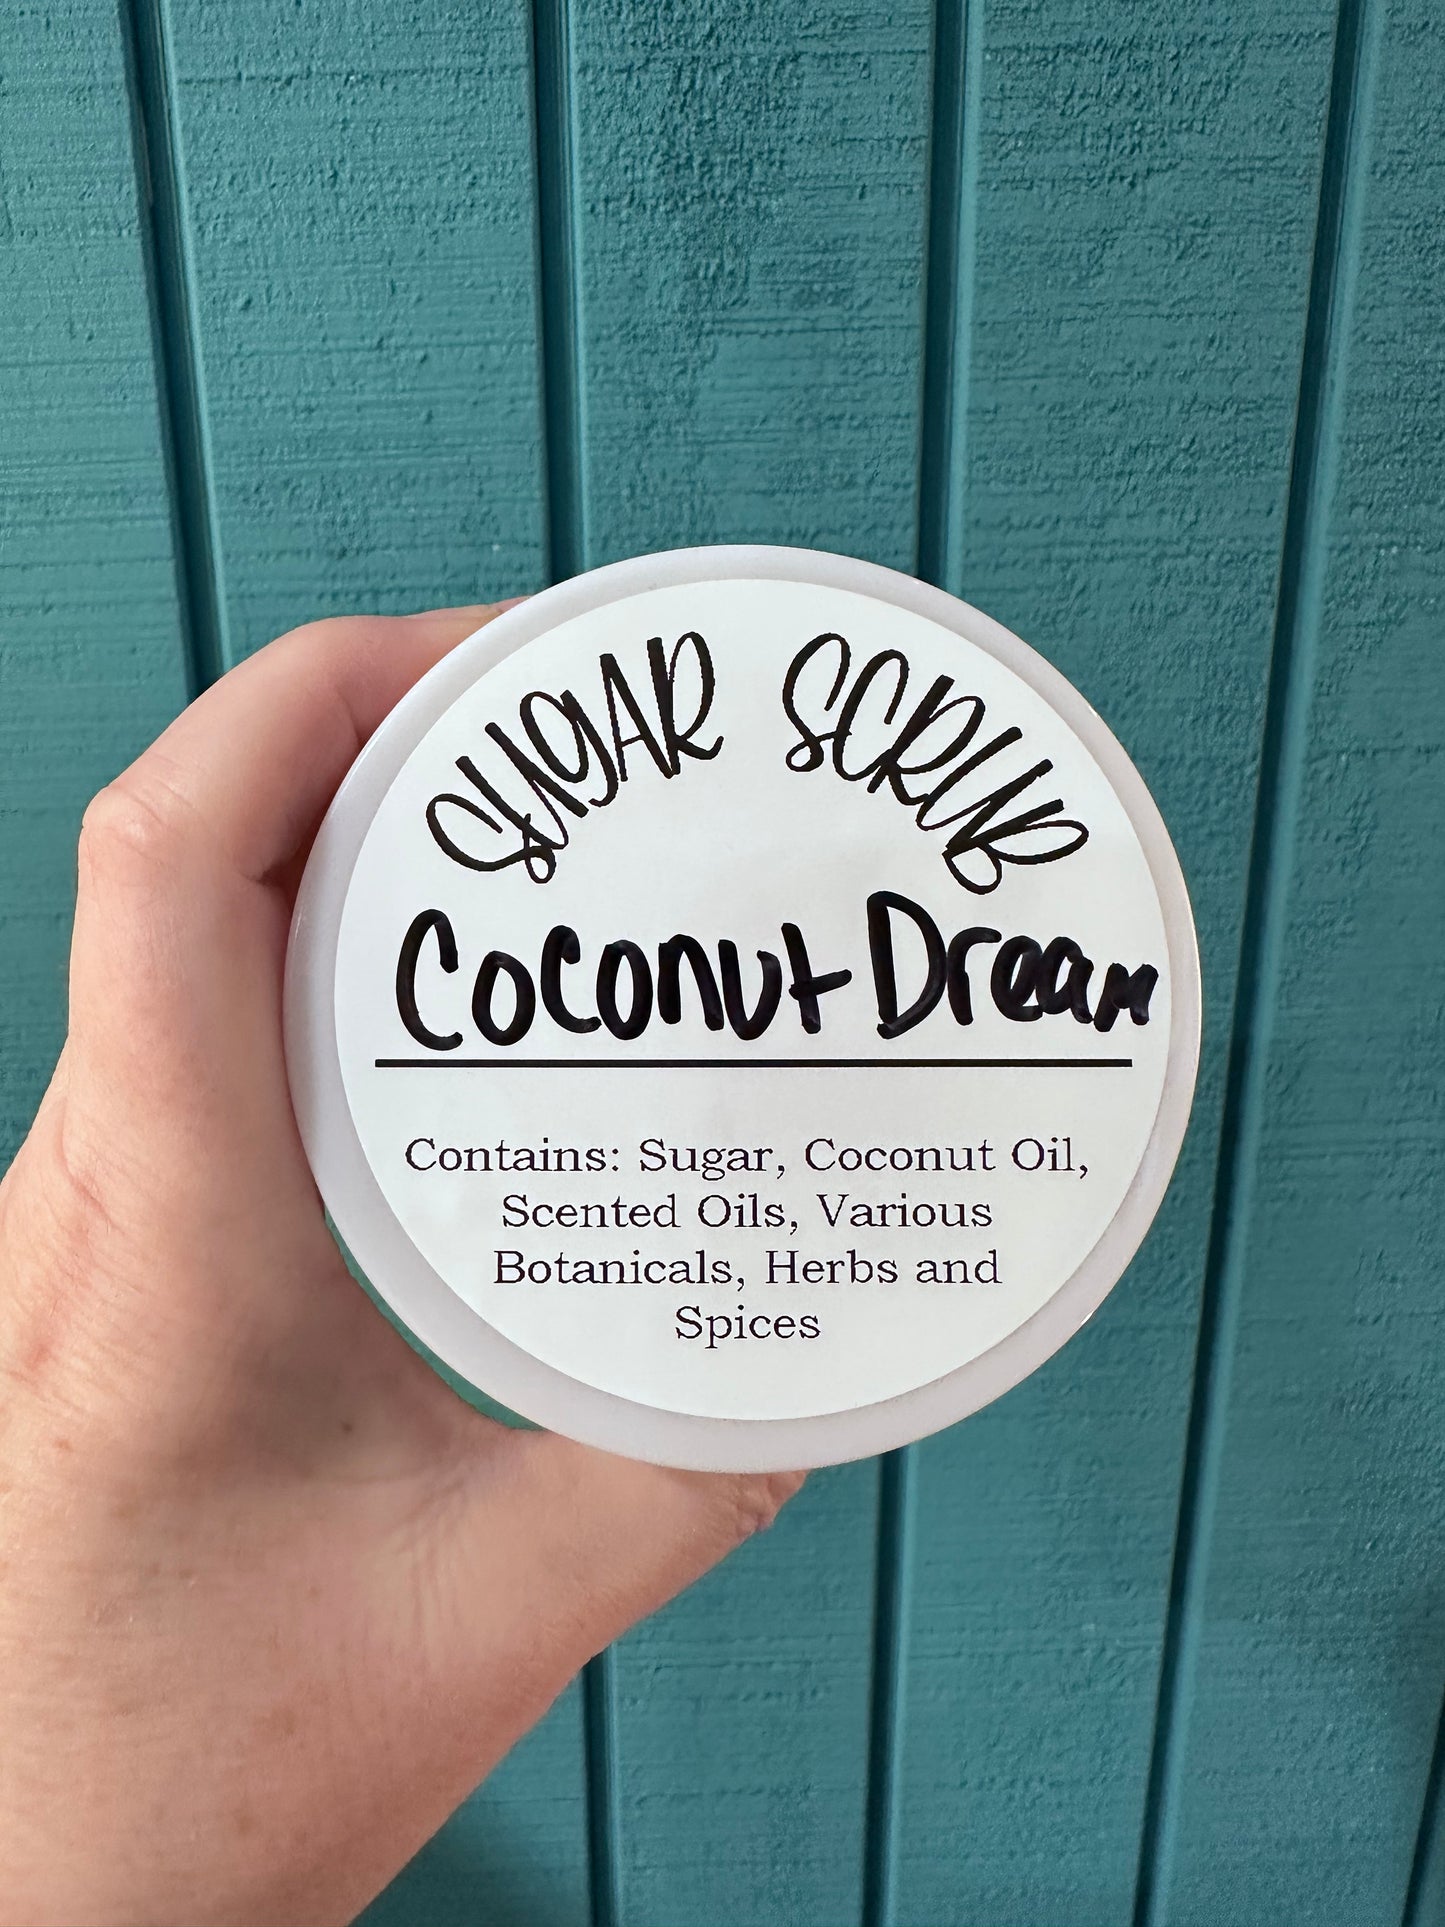 SUGAR SCRUB
Coconut Dream
Contains: Sugar, Coconut Oil,
Scented Oils, Various
Botanicals, Herbs and
Spices